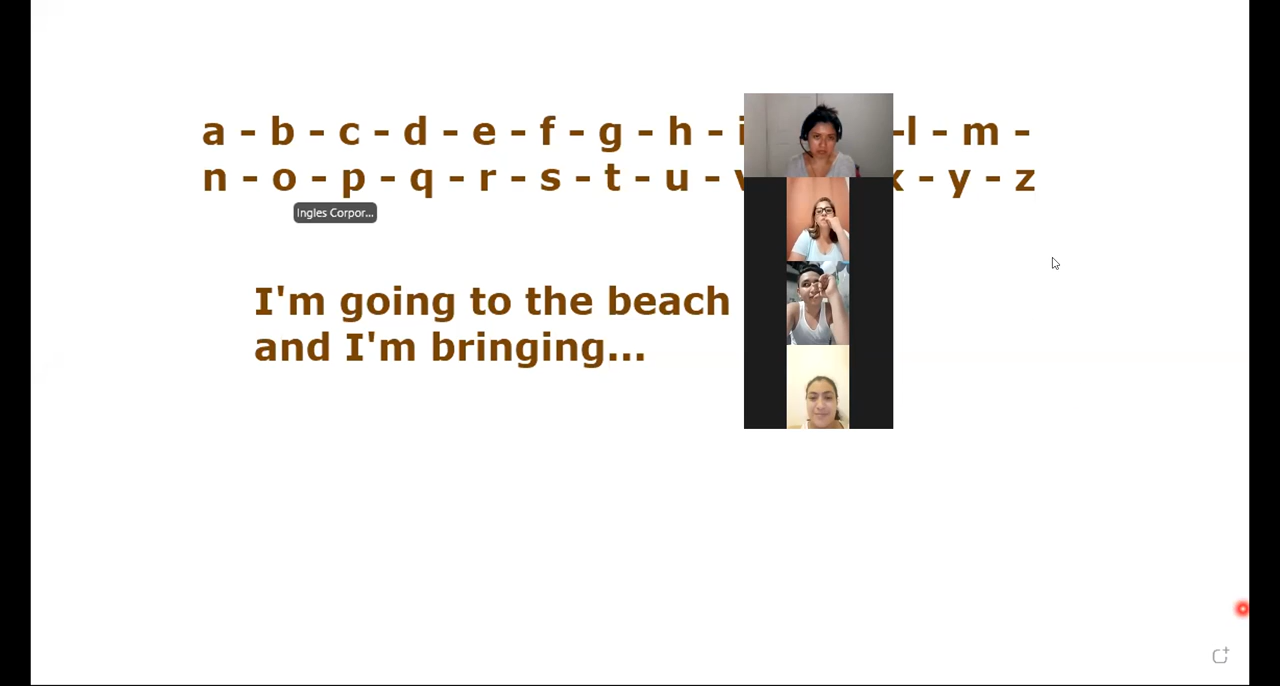 a - b - c - d - e - f - g - h - i -l - m -
n - o - p - q - r - s - t - u - x - y - z
Ingles Corpor...
I'm going to the beach
and I'm bringing...